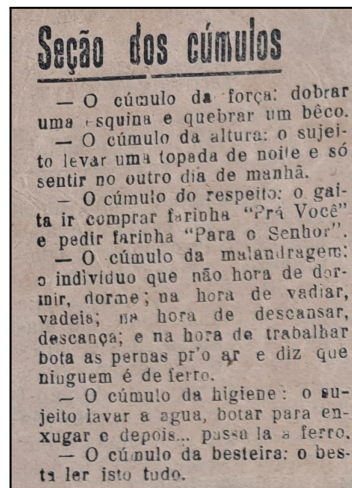 Seção dos cúmulos
— O cúmulo da força: dobrar
uma esquina e quebrar um bêco.
— O cúmulo da altura: o sujei-
to levar uma topada de noite e só
sentir no outro dia de manhã.
— O cúmulo do respeito: o gai-
ta ir comprar farinha "Prá Você"
e pedir farinha "Para o Senhor".
— O cúmulo da malandragem:
o individuo que não hora de dor-
mir, dorme; na hora de vadiar,
vadeia; na hora de descansar,
descança; e na hora de trabalhar
bota as pernas pr'o ar e diz que
ninguem é de ferro.
— O cúmulo da higiene: o su-
jeito lavar a agua, botar para en-
xugar e depois... passa la a ferro.
— O cúmulo da besteira: o bes-
ta ler isto tudo.